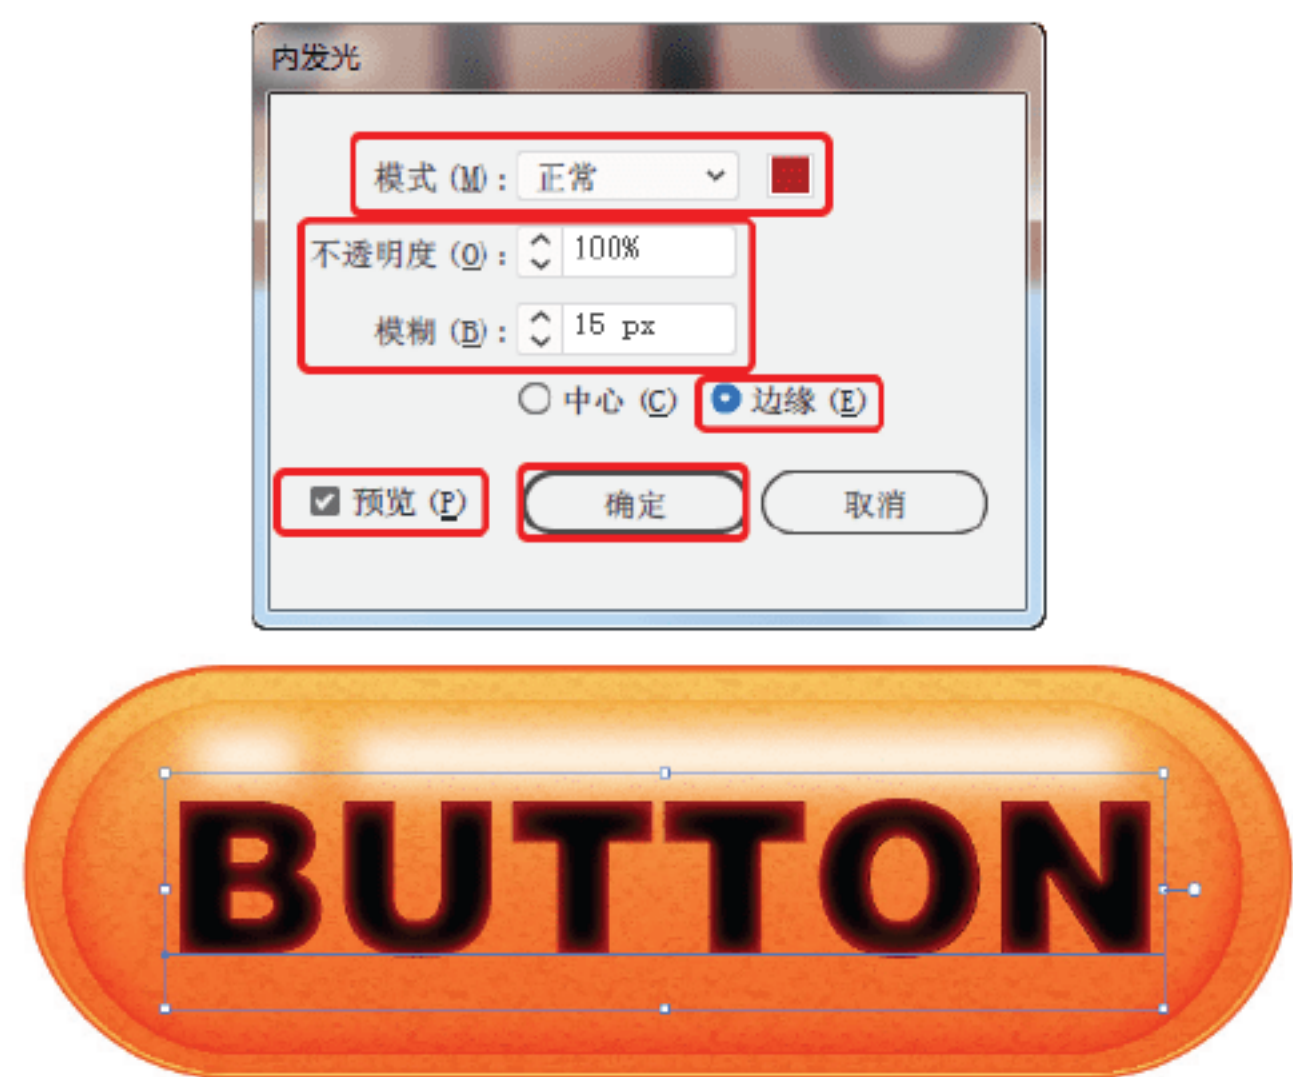 内发光
模式 (M)： 正常
不透明度 (O)： 100%
模糊 (B)： 15 px
中心 (C) 边缘 (E)
预览 (P) 确定 取消
BUTTON